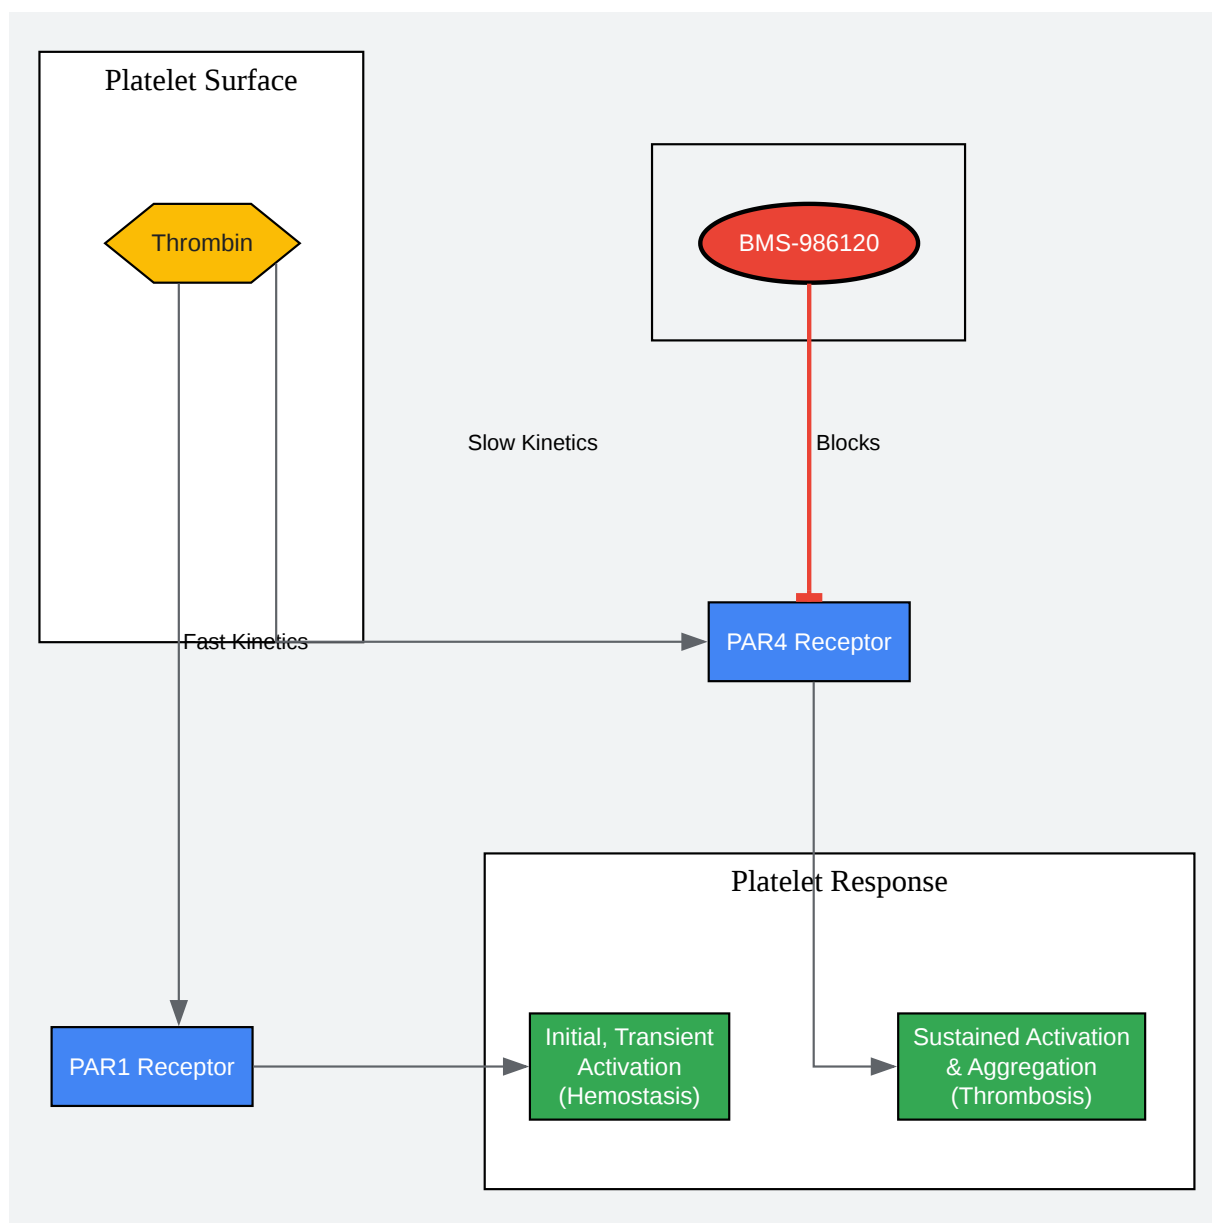 Platelet Surface
Thrombin
BMS-986120
Slow Kinetics
Blocks
Fast Kinetics
PAR4 Receptor
Platelet Response
PAR1 Receptor
Initial, Transient
Activation
(Hemostasis)
Sustained Activation
& Aggregation
(Thrombosis)